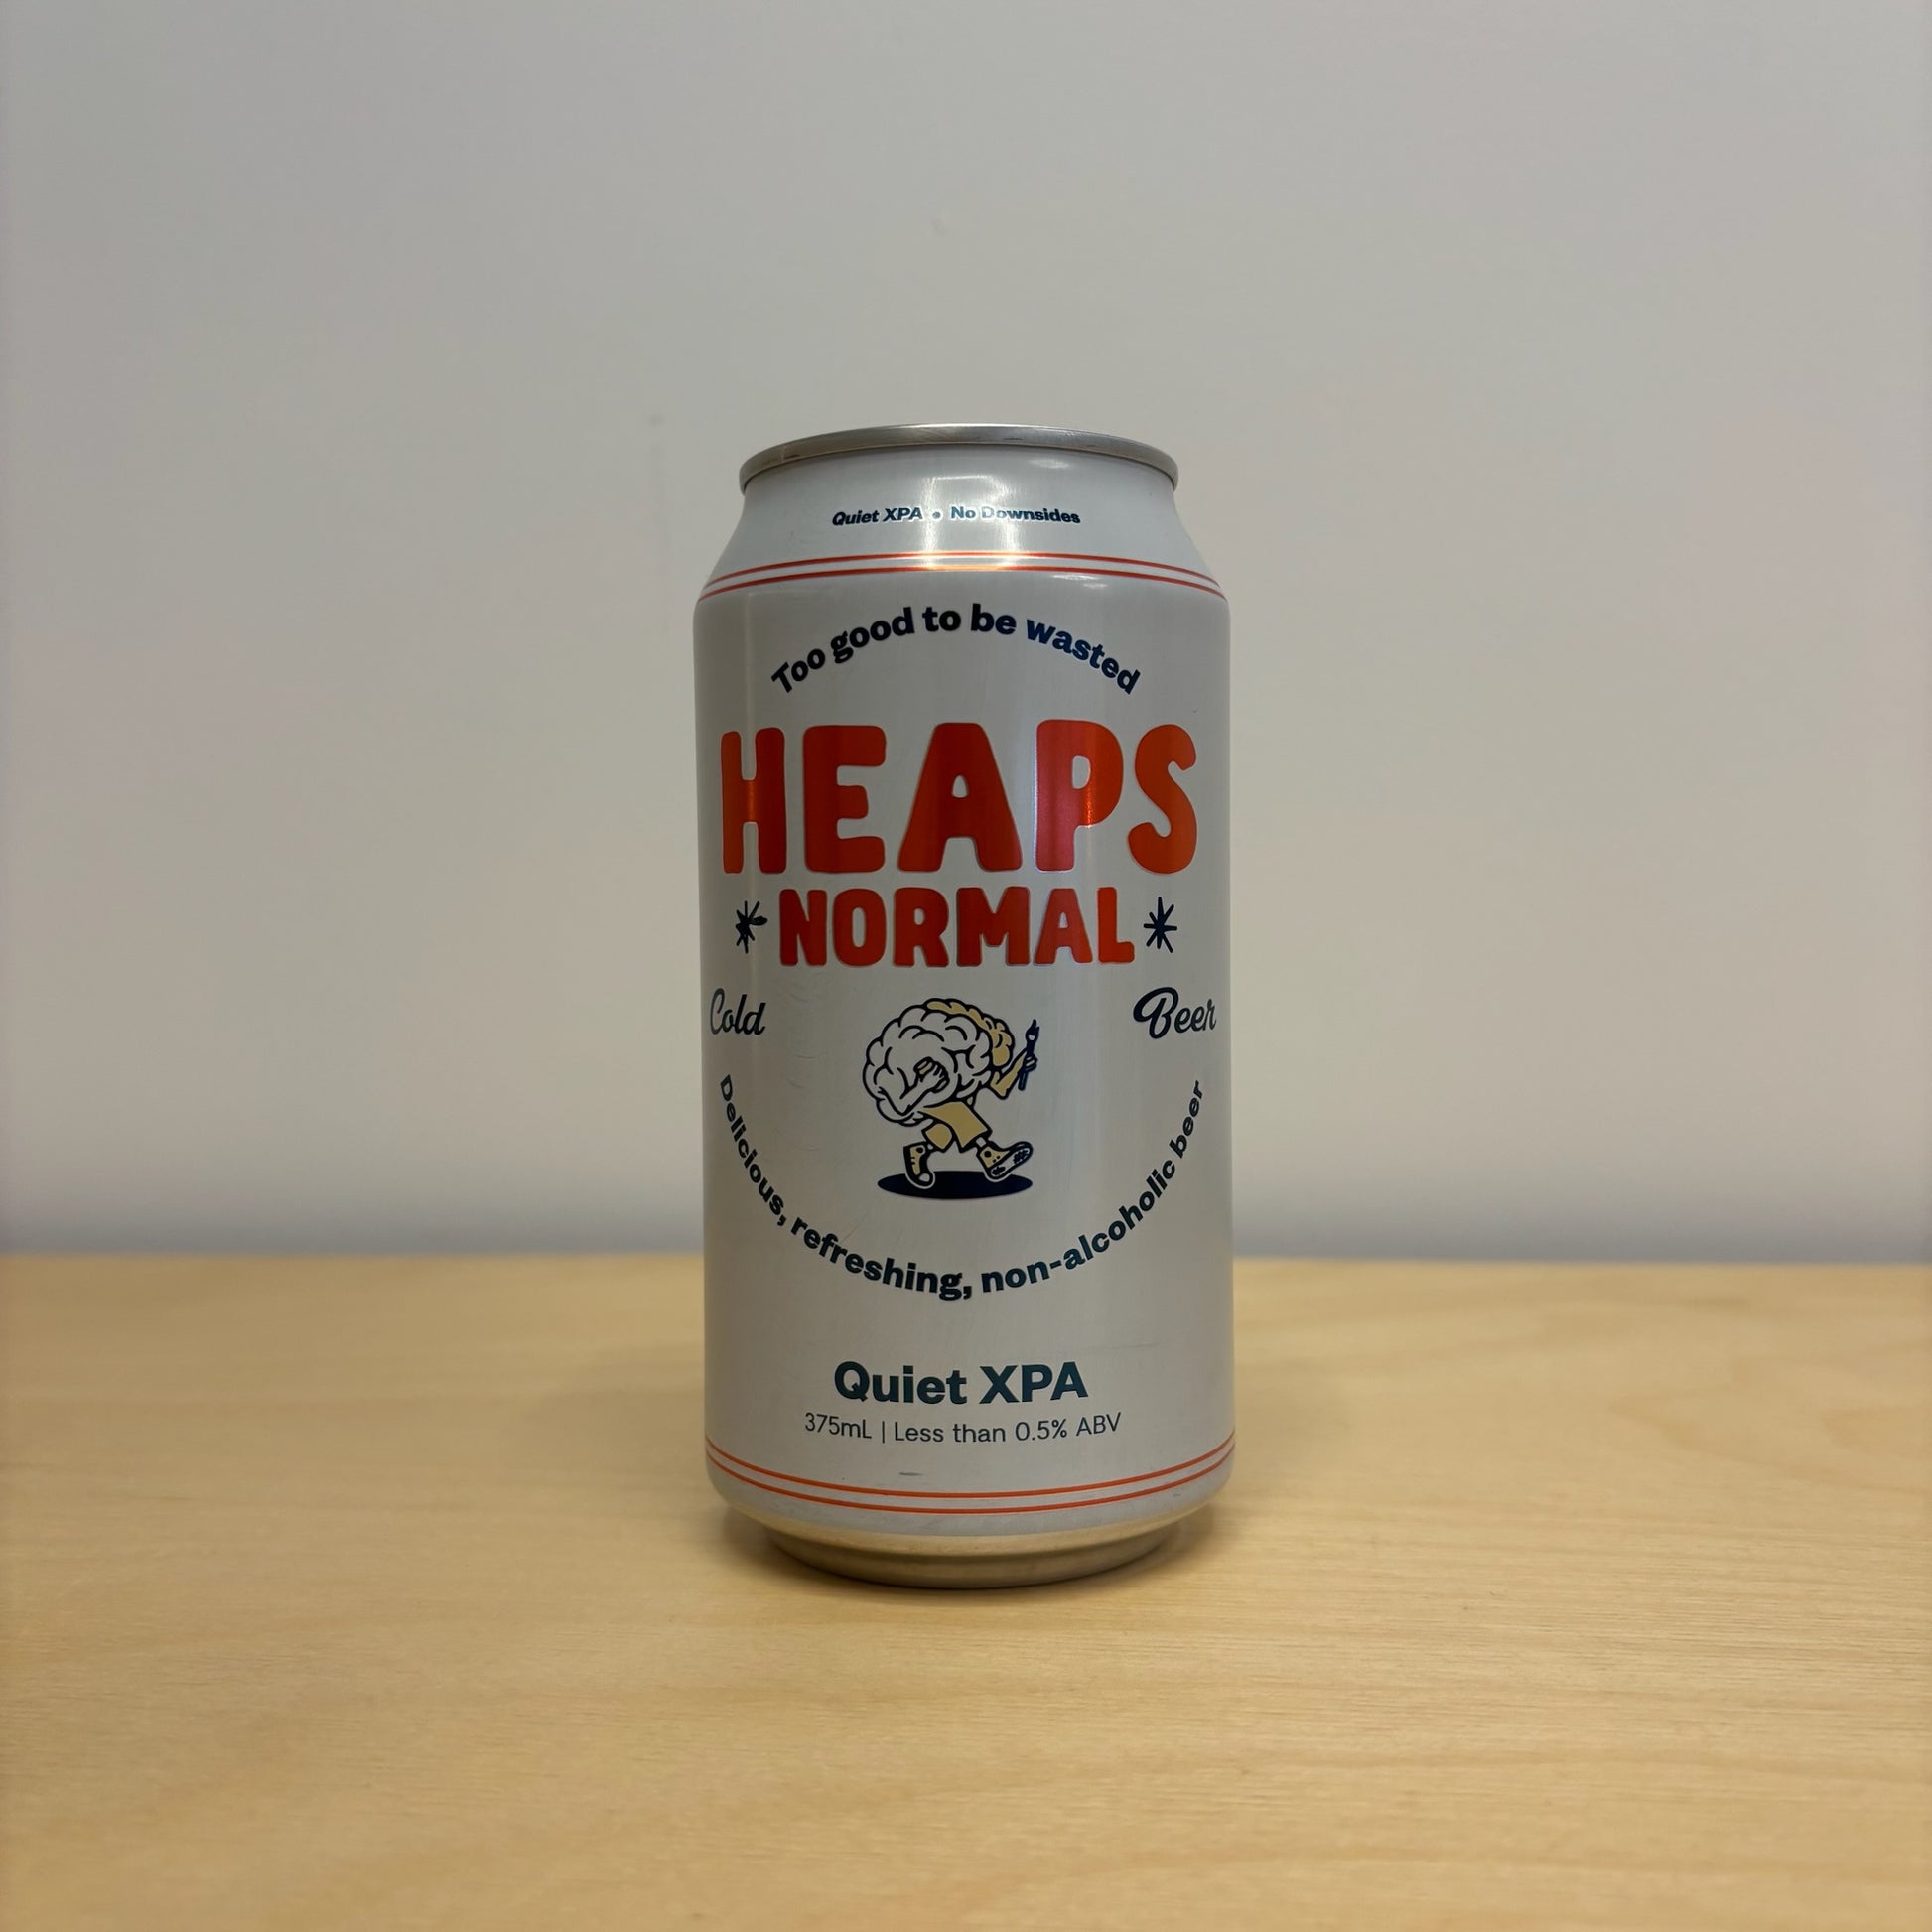 Quiet XPA • No Downsides
Too good to be wasted
HEAPS
NORMAL
Cold Beer
Delicious, refreshing, non-alcoholic beer
Quiet XPA
375mL | Less than 0.5% ABV